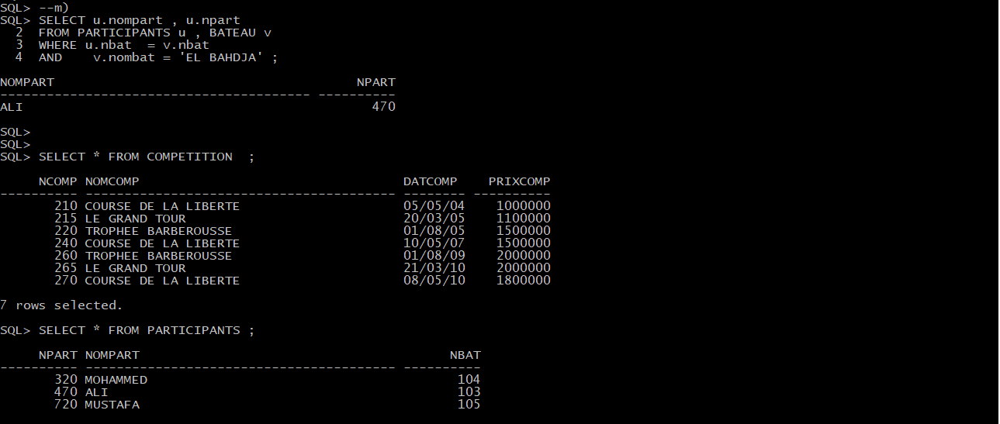 SQL> --m)
SQL> SELECT u.nompart , u.npart
  2  FROM PARTICIPANTS u , BATEAU v
  3  WHERE u.nbat  = v.nbat
  4  AND    v.nombat = 'EL BAHDJA' ;

NOMPART                                       NPART
---------------------------------------- ----------
ALI                                             470

SQL>
SQL>
SQL> SELECT * FROM COMPETITION  ;

     NCOMP NOMCOMP                                  DATCOMP    PRIXCOMP
---------- ---------------------------------------- -------- ----------
       210 COURSE DE LA LIBERTE                     05/05/04    1000000
       215 LE GRAND TOUR                            20/03/05    1100000
       220 TROPHEE BARBEROUSSE                      01/08/05    1500000
       240 COURSE DE LA LIBERTE                     10/05/07    1500000
       260 TROPHEE BARBEROUSSE                      01/08/09    2000000
       265 LE GRAND TOUR                            21/03/10    2000000
       270 COURSE DE LA LIBERTE                     08/05/10    1800000

7 rows selected.

SQL> SELECT * FROM PARTICIPANTS ;

     NPART NOMPART                                        NBAT
---------- ---------------------------------------- ----------
       320 MOHAMMED                                        104
       470 ALI                                             103
       720 MUSTAFA                                         105